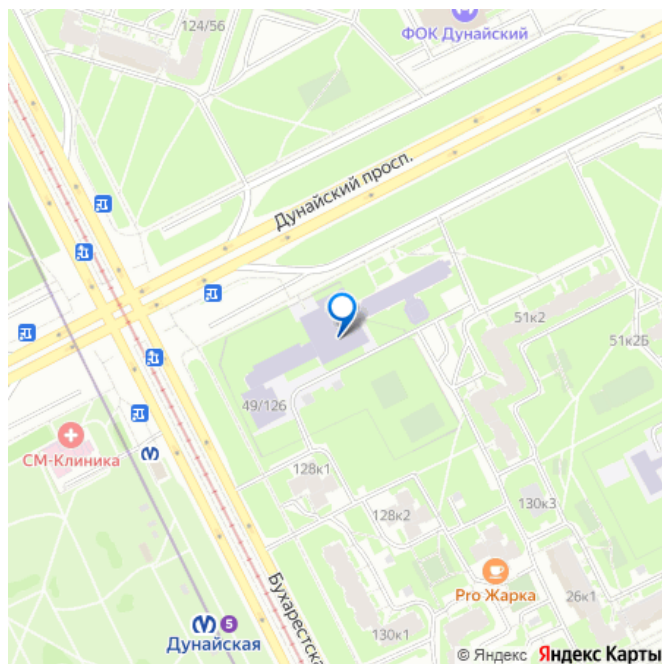 124/56
ФОК Дунайский
Дунайский просп.
51к2
51к2Б
49/126
СМ-Клиника
128к1
128к2
130к3
Pro Жарка
26к1
Бухарестска
5
Дунайская
130к1
© Яндекс Яндекс Карты